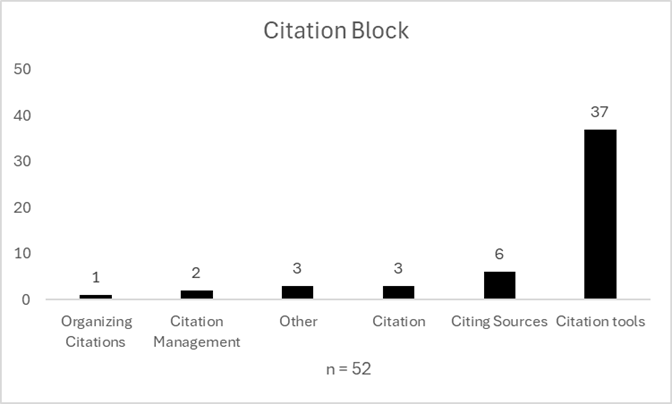 Citation Block
50
40
30
20
10
0
1
2
3
3
6
37
Organizing
Citations
Citation
Management
Other
Citation
Citing Sources
Citation tools
n = 52